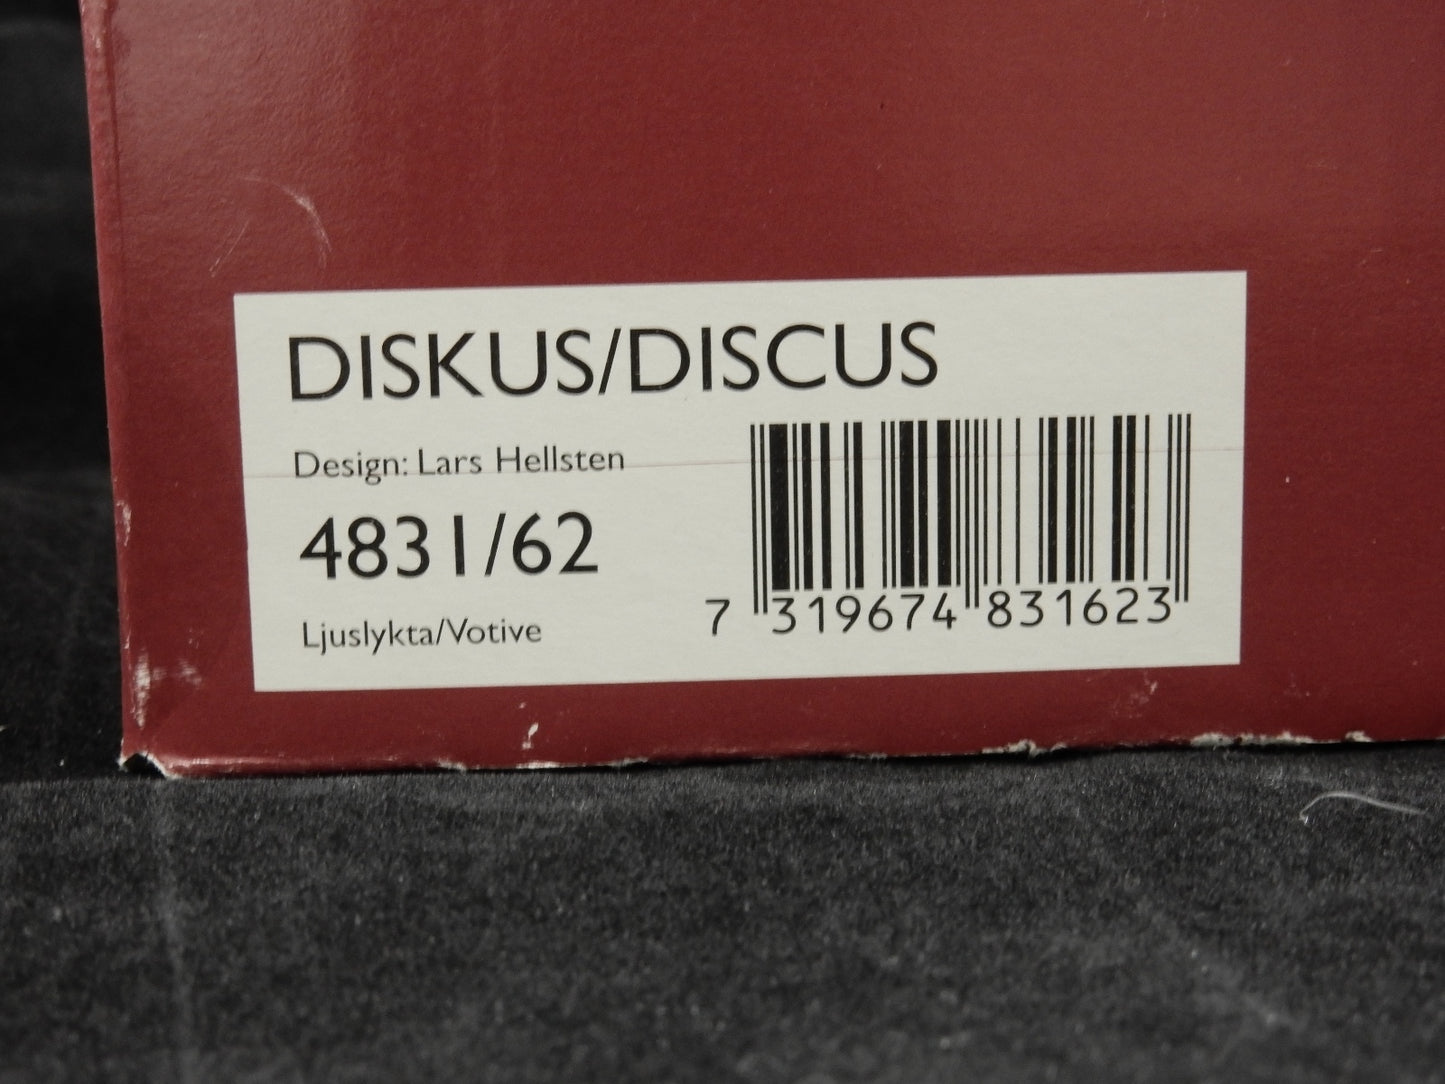 DISKUS/DISCUS
Design: Lars Hellsten
4831/62
Ljuslykta/Votive
7 319674 831623